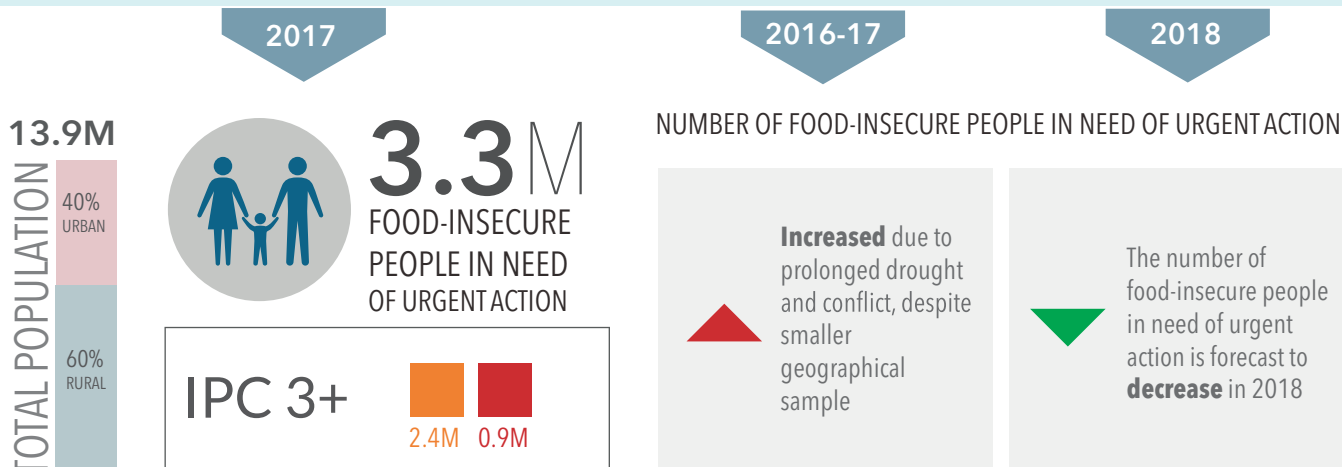 2017
2016-17
2018
13.9M
TOTAL POPULATION
40%
URBAN
60%
RURAL
3.3M
FOOD-INSECURE
PEOPLE IN NEED
OF URGENT ACTION
IPC 3+
2.4M 0.9M
NUMBER OF FOOD-INSECURE PEOPLE IN NEED OF URGENT ACTION
Increased due to
prolonged drought
and conflict, despite
smaller
geographical
sample
The number of
food-insecure people
in need of urgent
action is forecast to
decrease in 2018